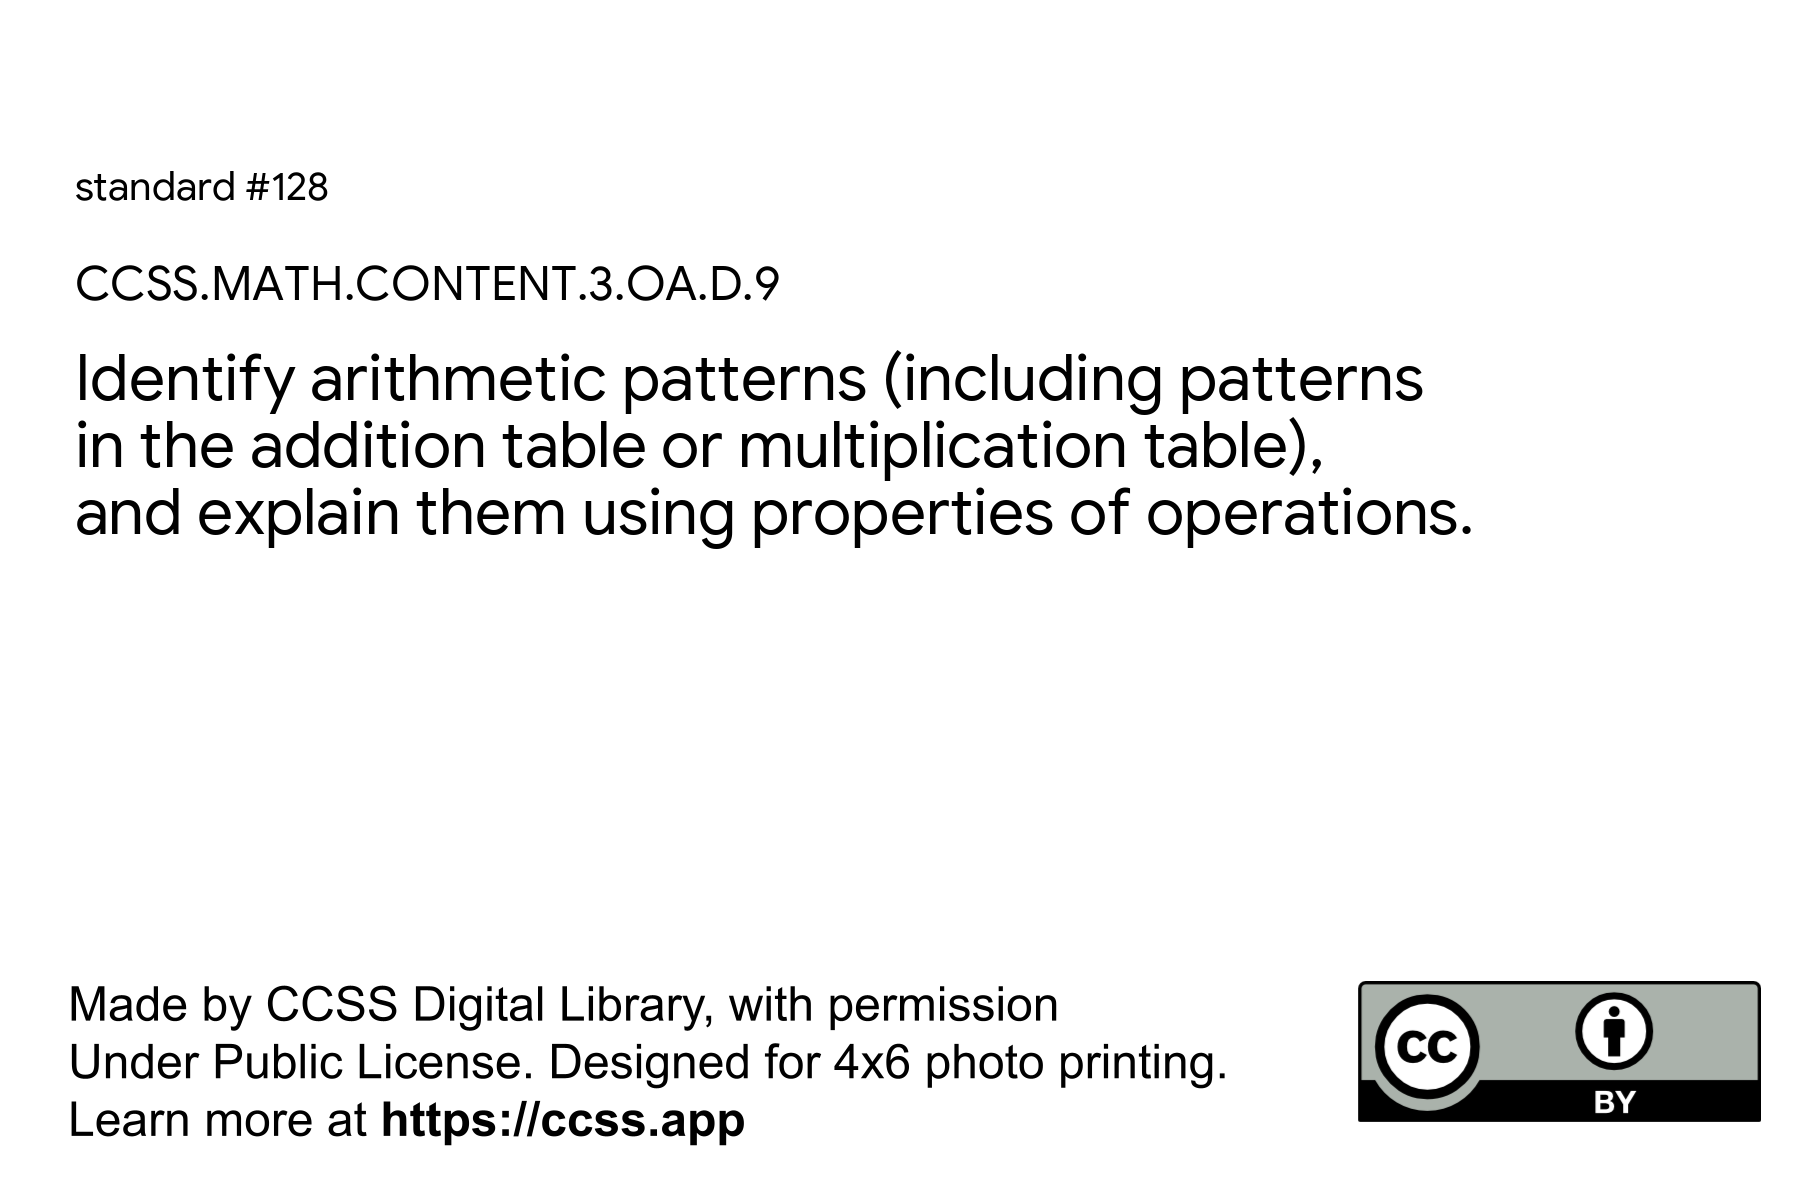 standard #128
CCSS.MATH.CONTENT.3.OA.D.9
Identify arithmetic patterns (including patterns
in the addition table or multiplication table),
and explain them using properties of operations.
Made by CCSS Digital Library, with permission
Under Public License. Designed for 4x6 photo printing.
Learn more at https://ccss.app
cc
BY